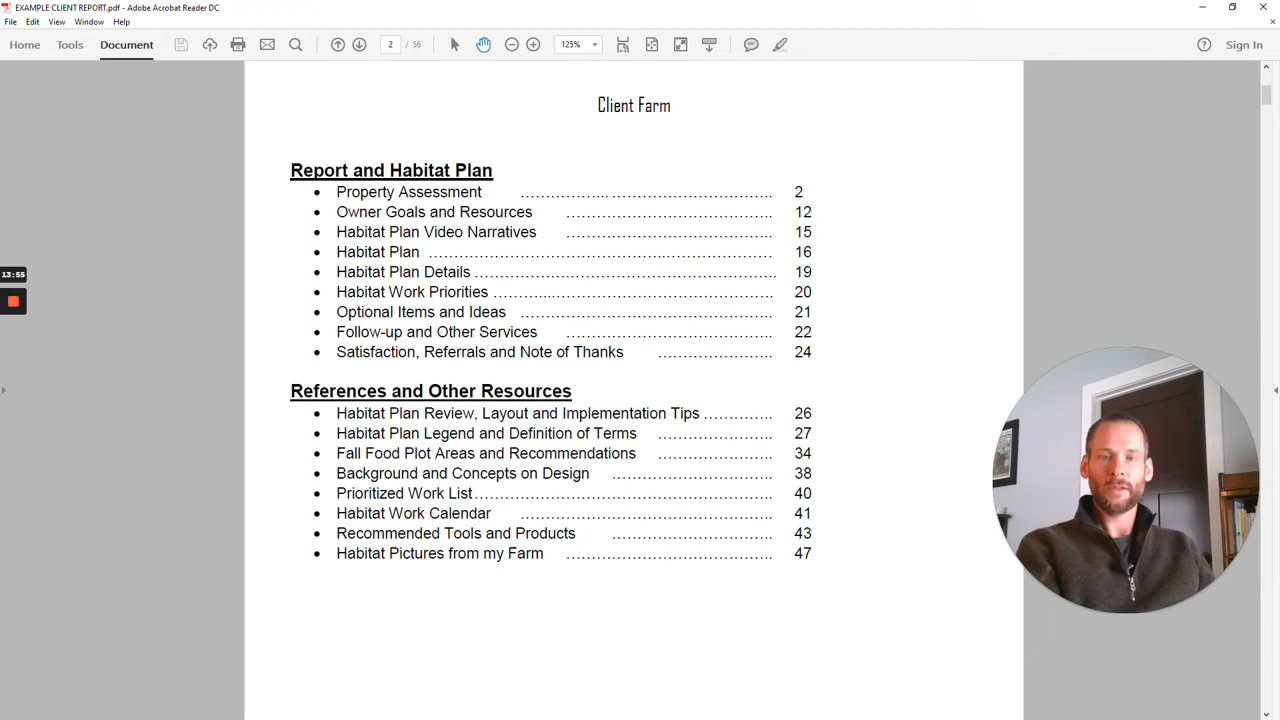 EXAMPLE CLIENT REPORT.pdf - Adobe Acrobat Reader DC
File Edit View Window Help
Home Tools Document 2 / 56 125% Sign In
Client Farm
Report and Habitat Plan
• Property Assessment ……………... ……………………….. 2
• Owner Goals and Resources ……………………………….. 12
• Habitat Plan Video Narratives ……………………………….. 15
• Habitat Plan …………………………………………………….. 16
• Habitat Plan Details ……………………………………………… 19
• Habitat Work Priorities ………...………………………………. 20
• Optional Items and Ideas ……………………………………….. 21
• Follow-up and Other Services ……………………………….. 22
• Satisfaction, Referrals and Note of Thanks ……………….. 24
References and Other Resources
• Habitat Plan Review, Layout and Implementation Tips ………….. 26
• Habitat Plan Legend and Definition of Terms ……………….. 27
• Fall Food Plot Areas and Recommendations ……………….. 34
• Background and Concepts on Design ……………………….. 38
• Prioritized Work List…………………………………………….. 40
• Habitat Work Calendar ……………………………………….. 41
• Recommended Tools and Products ……………………….. 43
• Habitat Pictures from my Farm ……………………………….. 47
13:55